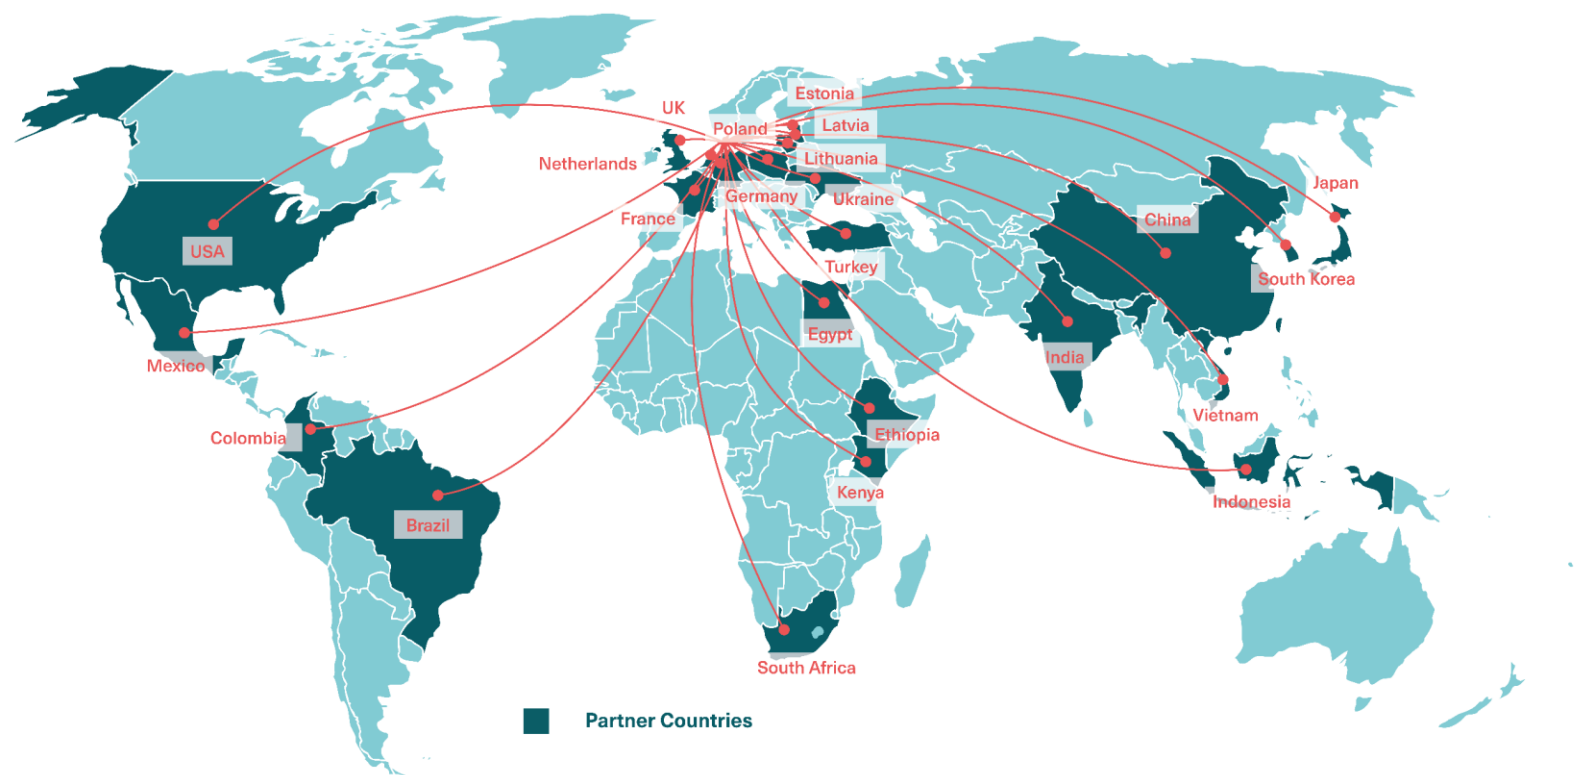 Estonia
UK
Poland
Latvia
Netherlands
Lithuania
Japan
Germany
Ukraine
France
China
USA
Turkey
South Korea
Egypt
India
Mexico
Vietnam
Colombia
Ethiopia
Kenya
Indonesia
Brazil
South Africa
Partner Countries